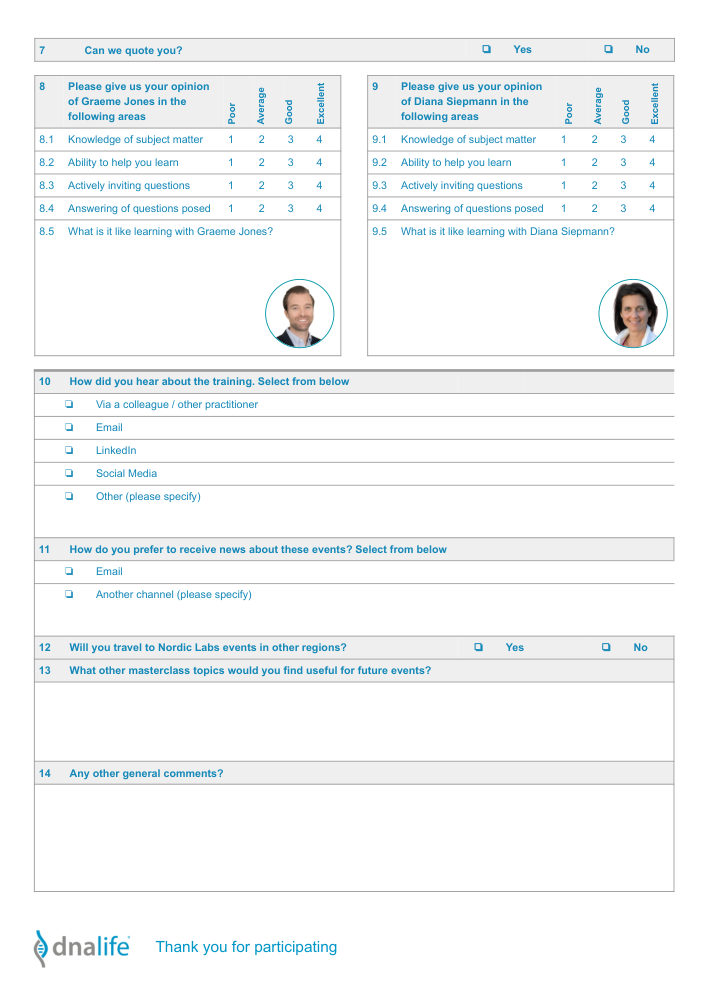 7 Can we quote you? ❏ Yes ❏ No
8 Please give us your opinion
of Graeme Jones in the
following areas
Poor Average Good Excellent
8.1 Knowledge of subject matter 1 2 3 4
8.2 Ability to help you learn 1 2 3 4
8.3 Actively inviting questions 1 2 3 4
8.4 Answering of questions posed 1 2 3 4
8.5 What is it like learning with Graeme Jones?
9 Please give us your opinion
of Diana Siepmann in the
following areas
Poor Average Good Excellent
9.1 Knowledge of subject matter 1 2 3 4
9.2 Ability to help you learn 1 2 3 4
9.3 Actively inviting questions 1 2 3 4
9.4 Answering of questions posed 1 2 3 4
9.5 What is it like learning with Diana Siepmann?
10 How did you hear about the training. Select from below
❏ Via a colleague / other practitioner
❏ Email
❏ LinkedIn
❏ Social Media
❏ Other (please specify)
11 How do you prefer to receive news about these events? Select from below
❏ Email
❏ Another channel (please specify)
12 Will you travel to Nordic Labs events in other regions? ❏ Yes ❏ No
13 What other masterclass topics would you find useful for future events?
14 Any other general comments?
dnalife Thank you for participating